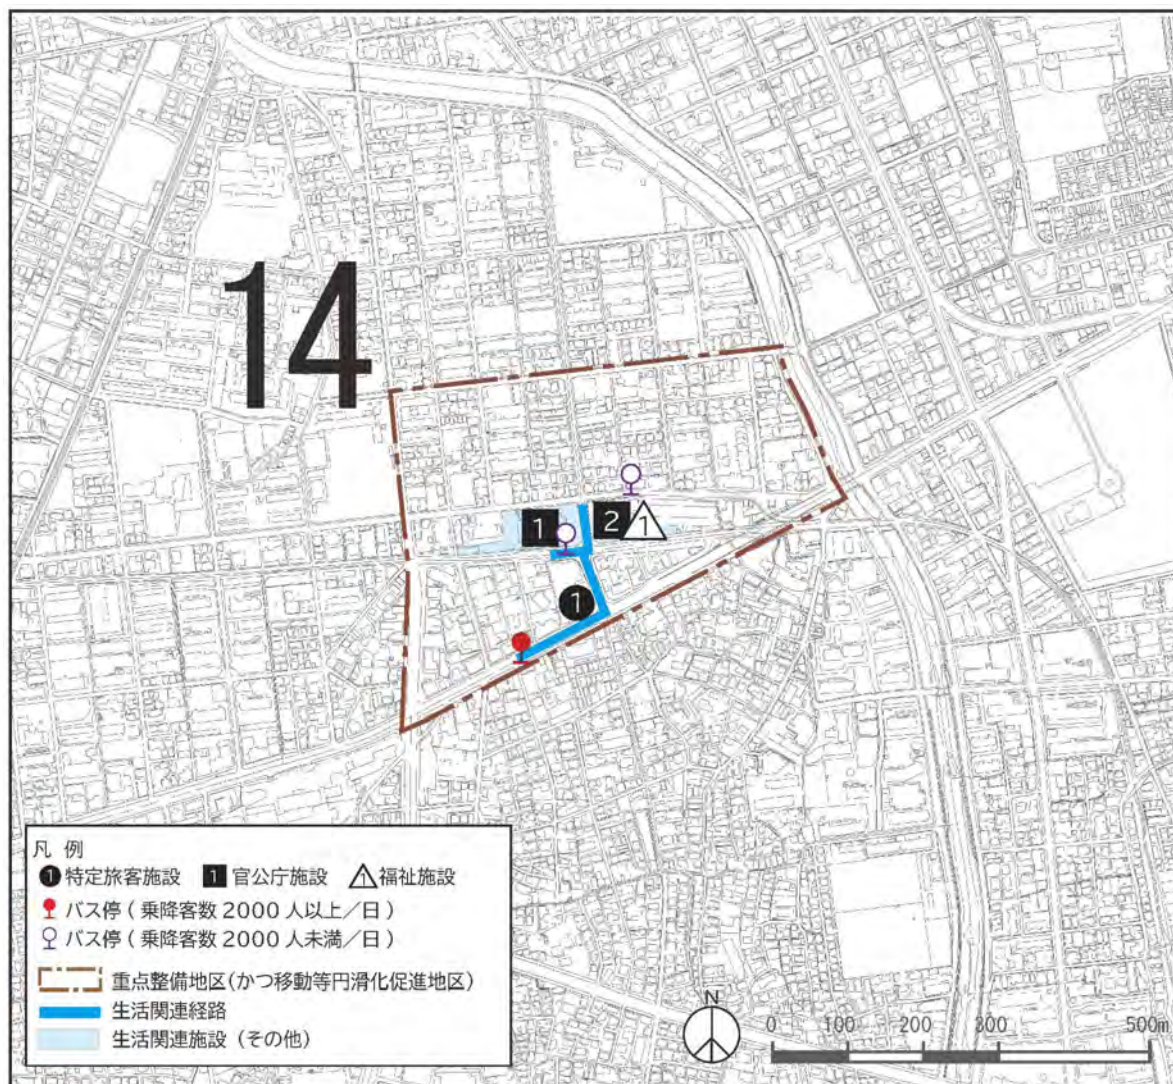 14
1
2
1
1
凡 例
1 特定旅客施設 1 官公庁施設 1 福祉施設
バス停 ( 乗降客数 2000 人以上／日 )
バス停 ( 乗降客数 2000 人未満／日 )
重点整備地区(かつ移動等円滑化促進地区)
生活関連経路
生活関連施設 (その他)
N
0 100 200 300 500m